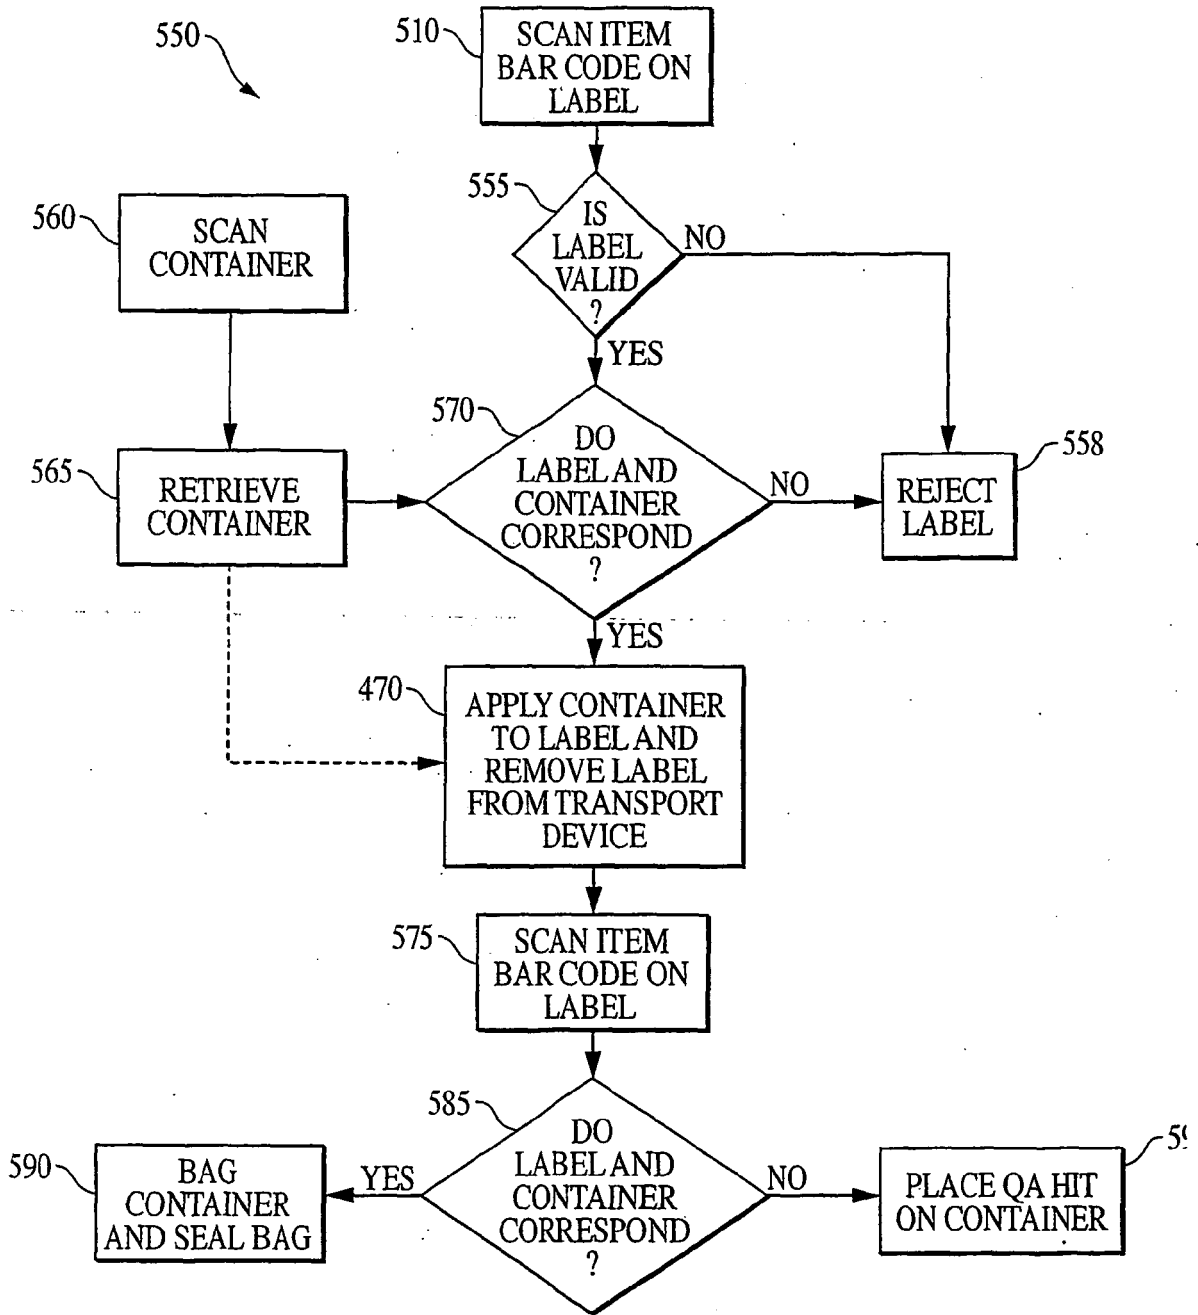 550
510
SCAN ITEM
BAR CODE ON
LABEL
555
IS
LABEL
VALID
?
NO
YES
560
SCAN
CONTAINER
565
RETRIEVE
CONTAINER
570
DO
LABEL AND
CONTAINER
CORRESPOND
?
NO
YES
558
REJECT
LABEL
470
APPLY CONTAINER
TO LABEL AND
REMOVE LABEL
FROM TRANSPORT
DEVICE
575
SCAN ITEM
BAR CODE ON
LABEL
585
DO
LABEL AND
CONTAINER
CORRESPOND
?
YES
NO
590
BAG
CONTAINER
AND SEAL BAG
PLACE QA HIT
ON CONTAINER